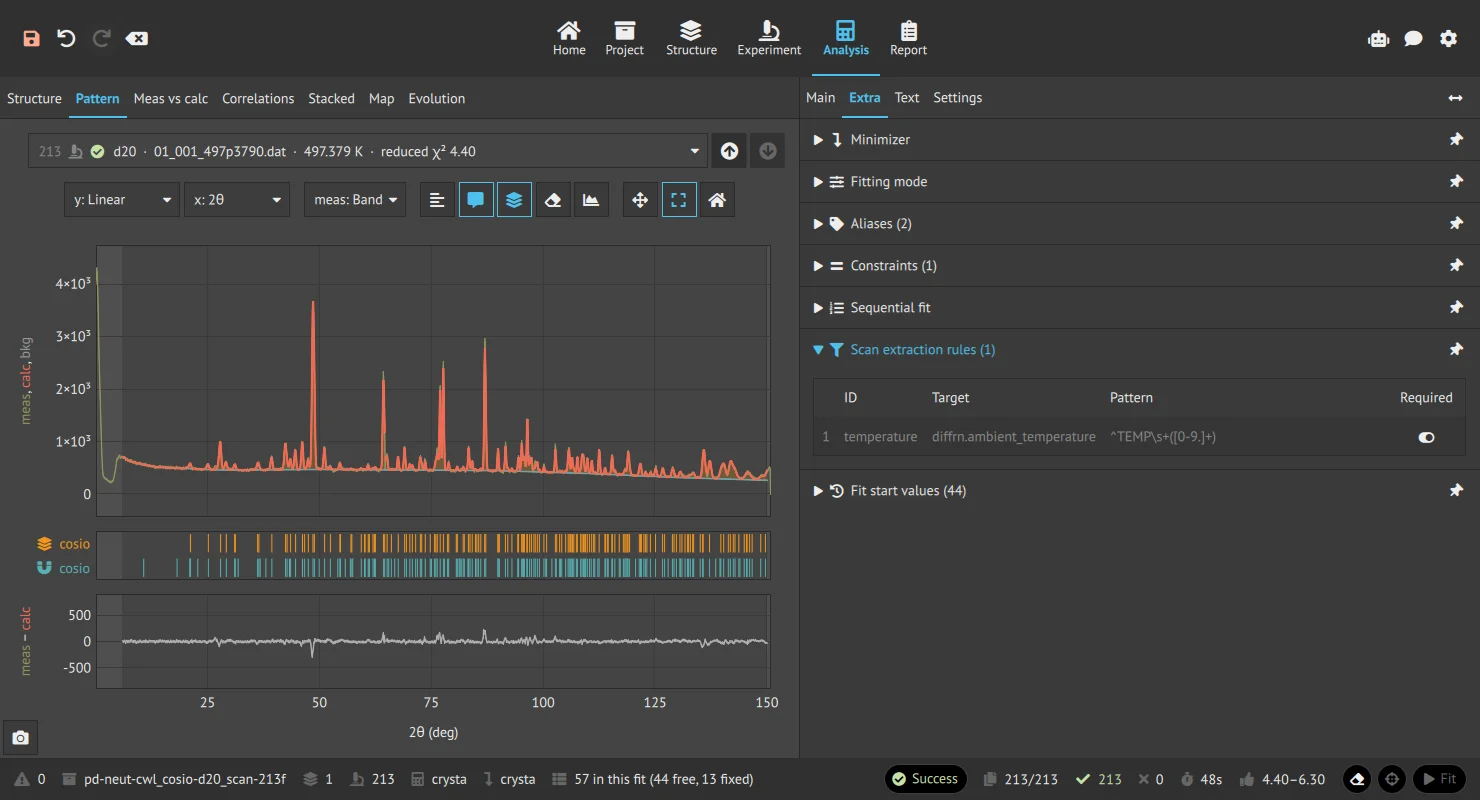 Home
Project
Structure
Experiment
Analysis
Report
Structure Pattern Meas vs calc Correlations Stacked Map Evolution
Main Extra Text Settings
213 d20 · 01_001_497p3790.dat · 497.379 K · reduced χ² 4.40
y: Linear
x: 2θ
meas: Band
meas, calc, bkg
4×10³
3×10³
2×10³
1×10³
0
cosio
cosio
meas − calc
500
0
-500
25 50 75 100 125 150
2θ (deg)
Minimizer
Fitting mode
Aliases (2)
Constraints (1)
Sequential fit
Scan extraction rules (1)
ID Target Pattern Required
1 temperature diffrn.ambient_temperature ^TEMP\s+([0-9.]+)
Fit start values (44)
0 pd-neut-cwl_cosio-d20_scan-213f 1 213 crysta crysta 57 in this fit (44 free, 13 fixed) Success 213/213 213 0 48s 4.40–6.30 Fit